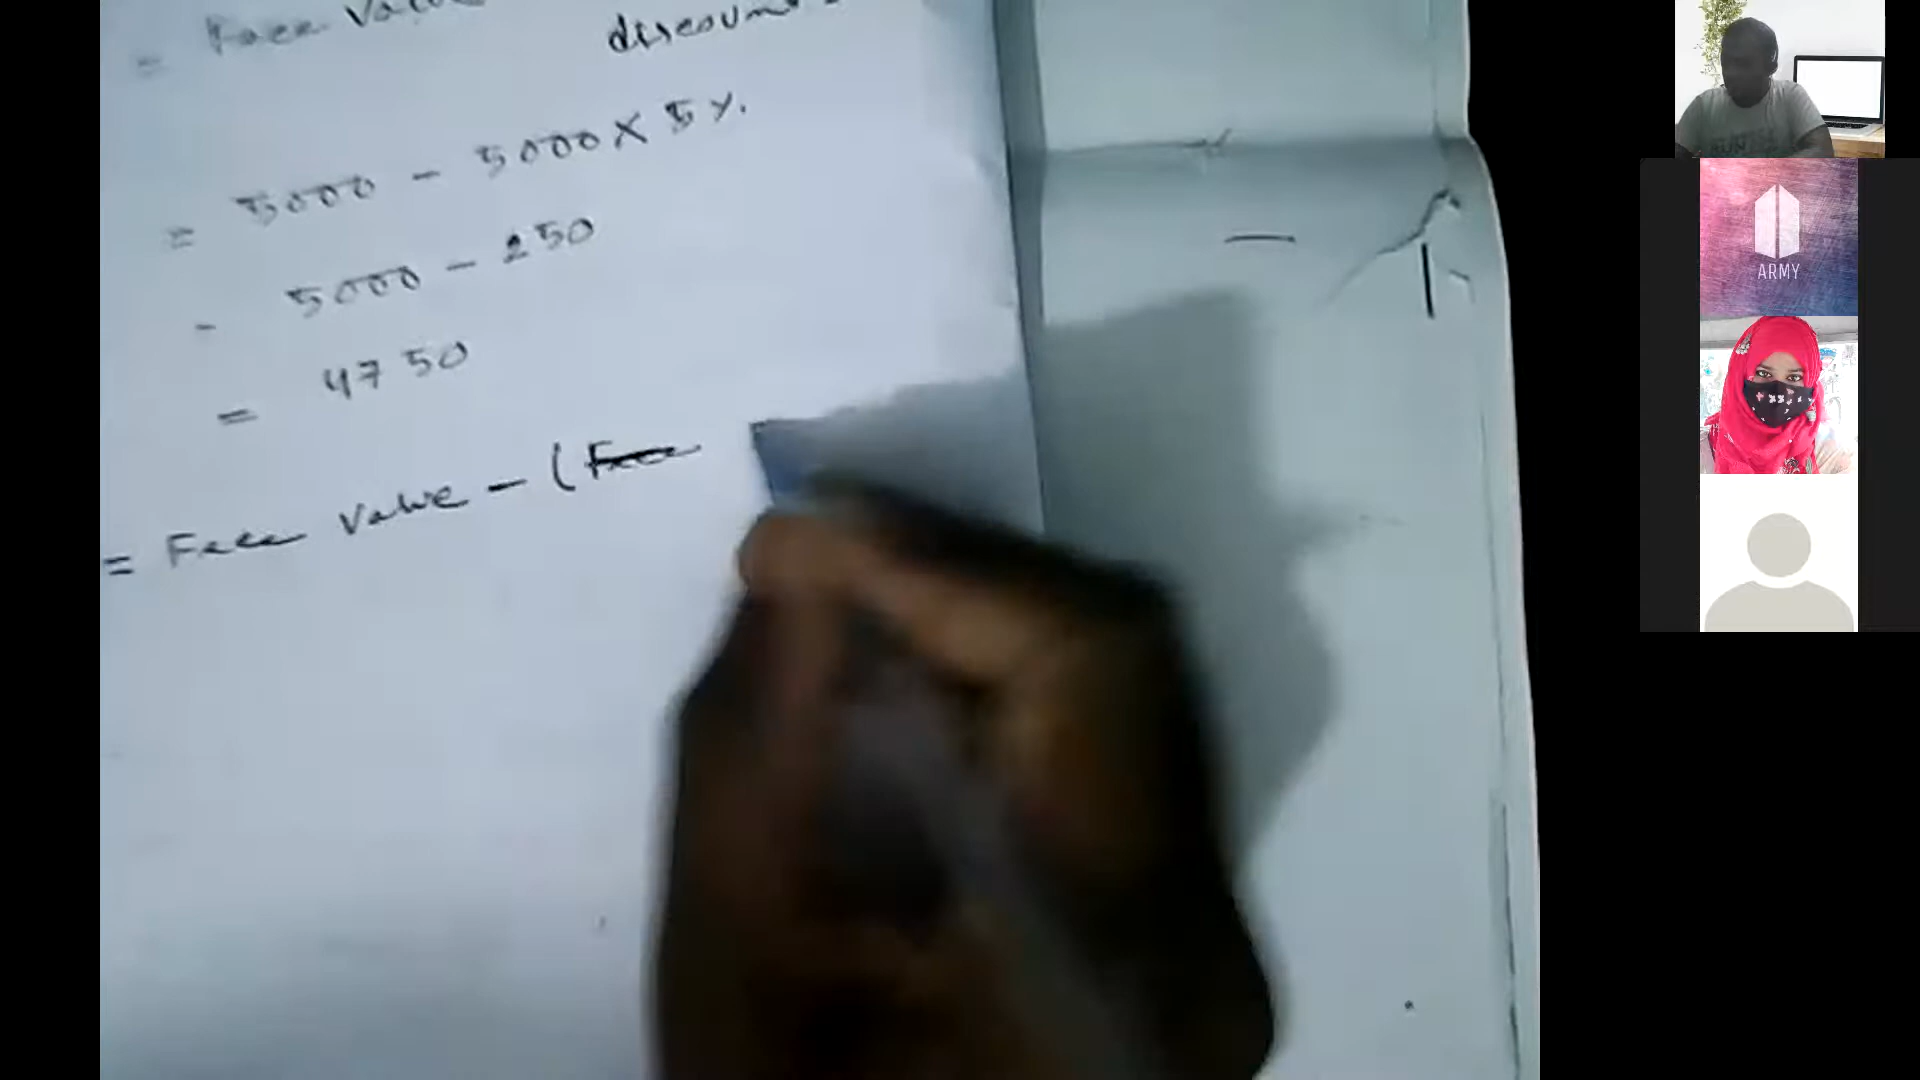 = Face Value
discount
= 5000 - 5000 X 5%.
- 5000 - 250
= 4750
= Face Value - (Face
ARMY